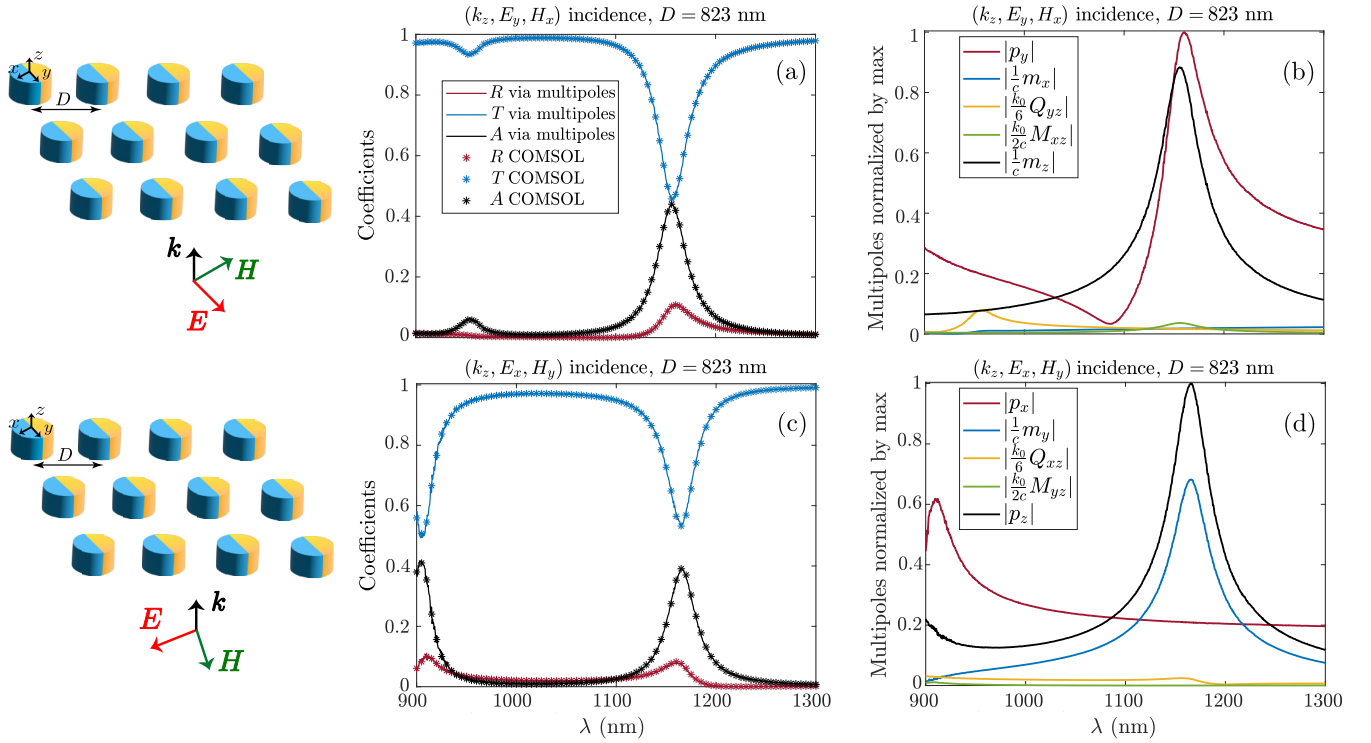 (k_z, E_y, H_x) incidence, D = 823 nm
(k_z, E_y, H_x) incidence, D = 823 nm
z
x
y
D
k
H
E
Coefficients
1
0.8
0.6
0.4
0.2
0
(a)
R via multipoles
T via multipoles
A via multipoles
R COMSOL
T COMSOL
A COMSOL
Multipoles normalized by max
1
0.8
0.6
0.4
0.2
0
(b)
|p_y|
|1/c m_x|
|k_0/6 Q_yz|
|k_0/2c M_xz|
|1/c m_z|
900
1000
1100
1200
1300
(k_z, E_x, H_y) incidence, D = 823 nm
(k_z, E_x, H_y) incidence, D = 823 nm
z
x
y
D
k
E
H
Coefficients
1
0.8
0.6
0.4
0.2
0
(c)
900
1000
1100
1200
1300
λ (nm)
Multipoles normalized by max
1
0.8
0.6
0.4
0.2
0
(d)
|p_x|
|1/c m_y|
|k_0/6 Q_xz|
|k_0/2c M_yz|
|p_z|
900
1000
1100
1200
1300
λ (nm)